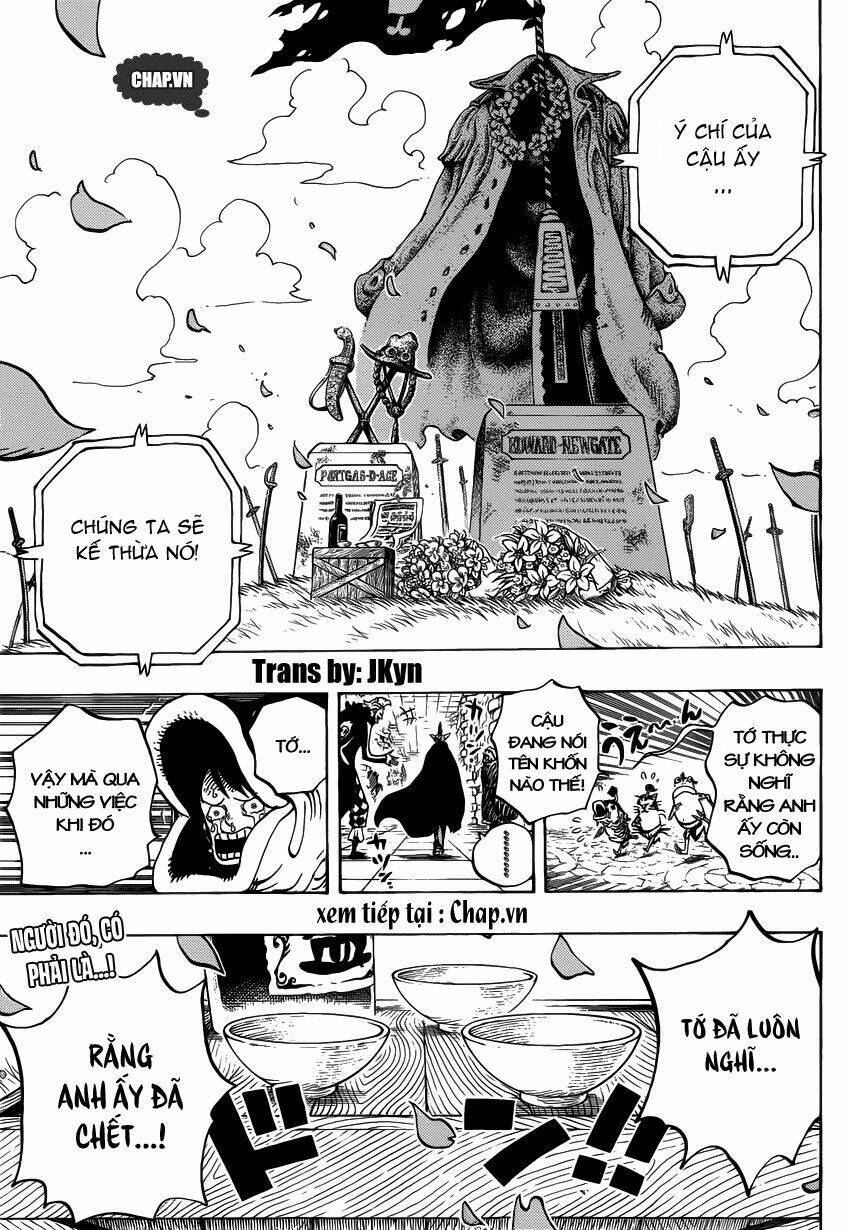 CHAP.VN
Ý CHÍ CỦA
CẬU ẤY
...
EDWARD·NEWGATE
PORTGAS·D·ACE
CHÚNG TA SẼ
KẾ THỪA NÓ!
Trans by: JKyn
TỚ THỰC
SỰ KHÔNG
NGHĨ
RẰNG ANH
ẤY CÒN
SỐNG..
CẬU
ĐANG NÓI
TÊN KHỐN
NÀO THẾ!
TỚ...
VẬY MÀ QUA
NHỮNG VIỆC
KHI ĐÓ
...
xem tiếp tại : Chap.vn
NGƯỜI ĐÓ, CÓ
PHẢI LÀ...!
TỚ ĐÃ LUÔN
NGHĨ...
RẰNG
ANH ẤY ĐÃ
CHẾT...!
ドン!!